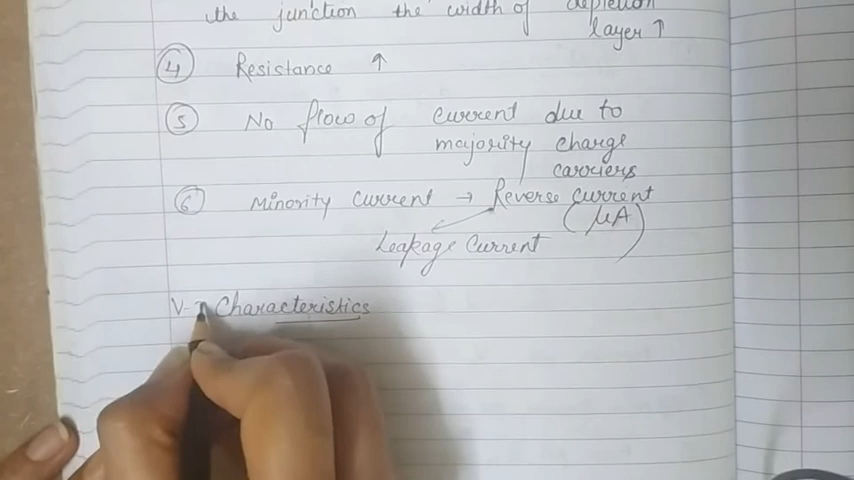 the junction the width of depletion
layer ↑
④ Resistance ↑
⑤ No flow of current due to
majority charge
carriers
⑥ Minority current → Reverse current
(μA)
Leakage Current
V-I Characteristics